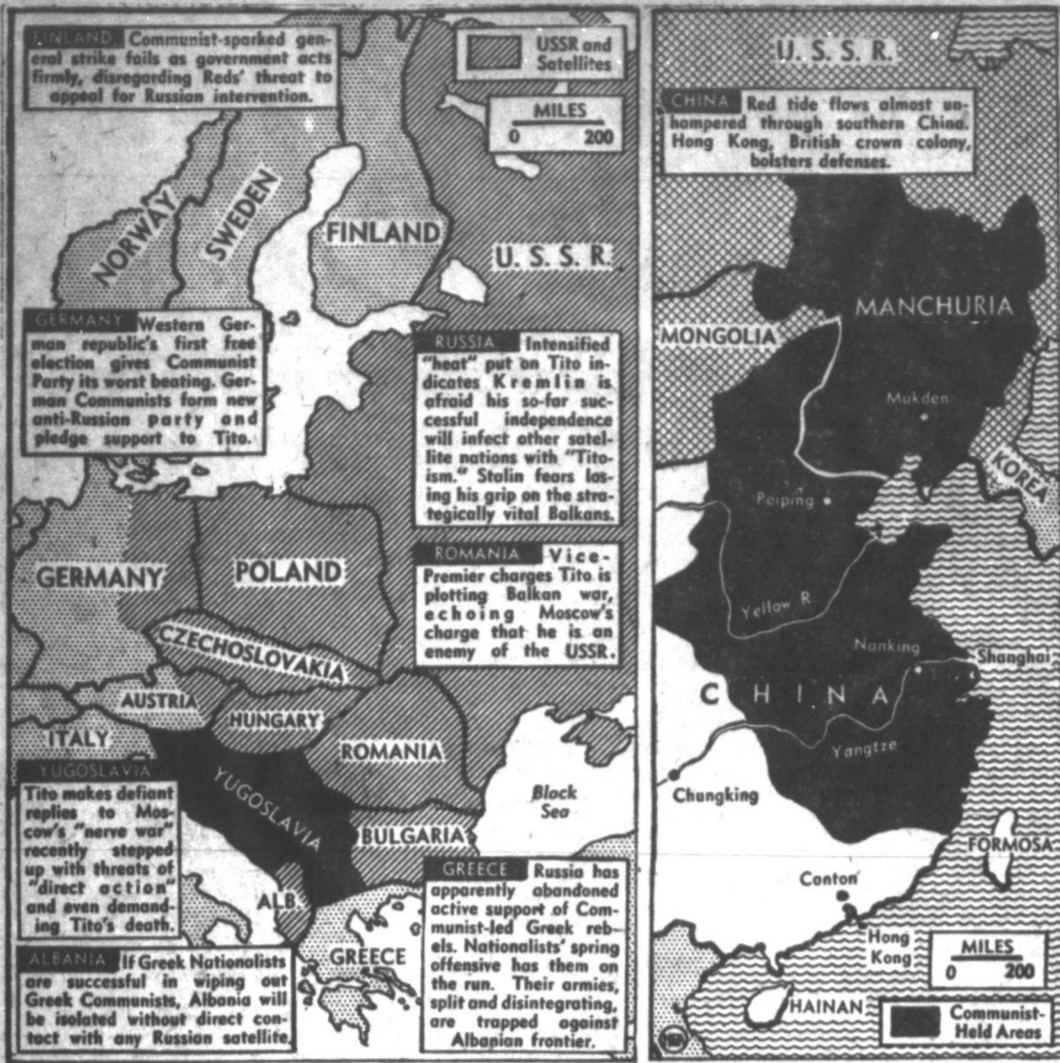 FINLAND Communist-sparked gen-
eral strike fails as government acts
firmly, disregarding Reds' threat to
appeal for Russian intervention.
USSR and
Satellites
MILES
0 200
NORWAY
SWEDEN
FINLAND
U. S. S. R.
GERMANY Western Ger-
man republic's first free
election gives Communist
Party its worst beating. Ger-
man Communists form new
anti-Russian party and
pledge support to Tito.
RUSSIA Intensified
"heat" put on Tito in-
dicates Kremlin is
afraid his so-far suc-
cessful independence
will infect other satel-
lite nations with "Tito-
ism." Stalin fears los-
ing his grip on the stra-
tegically vital Balkans.
ROMANIA Vice-
Premier charges Tito is
plotting Balkan war,
echoing Moscow's
charge that he is an
enemy of the USSR.
GERMANY
POLAND
CZECHOSLOVAKIA
AUSTRIA
HUNGARY
ITALY
ROMANIA
YUGOSLAVIA
Black
Sea
BULGARIA
ALB.
GREECE
YUGOSLAVIA
Tito makes defiant
replies to Mos-
cow's "nerve war"
recently stepped
up with threats of
"direct action"
and even demand-
ing Tito's death.
ALBANIA If Greek Nationalists
are successful in wiping out
Greek Communists, Albania will
be isolated without direct con-
tact with any Russian satellite.
GREECE Russia has
apparently abandoned
active support of Com-
munist-led Greek reb-
els. Nationalists' spring
offensive has them on
the run. Their armies,
split and disintegrating,
are trapped against
Albanian frontier.
U. S. S. R.
CHINA Red tide flows almost un-
hampered through southern China.
Hong Kong, British crown colony,
bolsters defenses.
MANCHURIA
MONGOLIA
Mukden
KOREA
Peiping
Yellow R.
Nanking
Shanghai
CHINA
Yangtze
Chungking
FORMOSA
Canton
Hong
Kong
HAINAN
MILES
0 200
Communist-
Held Areas